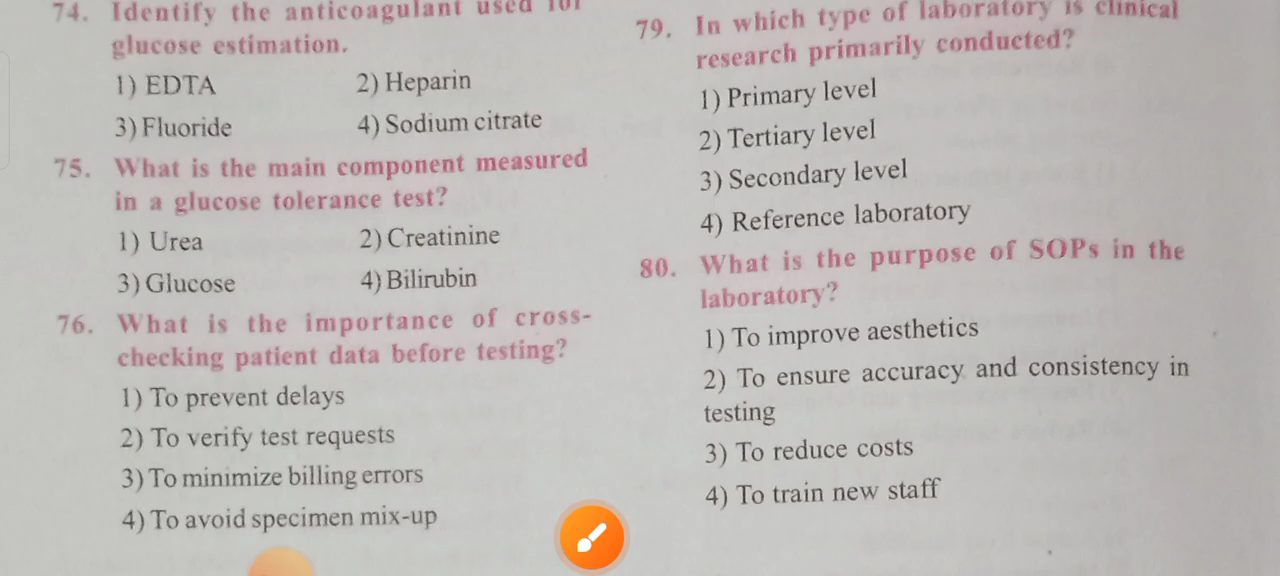 74. Identify the anticoagulant used for
glucose estimation.
1) EDTA 2) Heparin
3) Fluoride 4) Sodium citrate
75. What is the main component measured
in a glucose tolerance test?
1) Urea 2) Creatinine
3) Glucose 4) Bilirubin
76. What is the importance of cross-
checking patient data before testing?
1) To prevent delays
2) To verify test requests
3) To minimize billing errors
4) To avoid specimen mix-up
79. In which type of laboratory is clinical
research primarily conducted?
1) Primary level
2) Tertiary level
3) Secondary level
4) Reference laboratory
80. What is the purpose of SOPs in the
laboratory?
1) To improve aesthetics
2) To ensure accuracy and consistency in
testing
3) To reduce costs
4) To train new staff